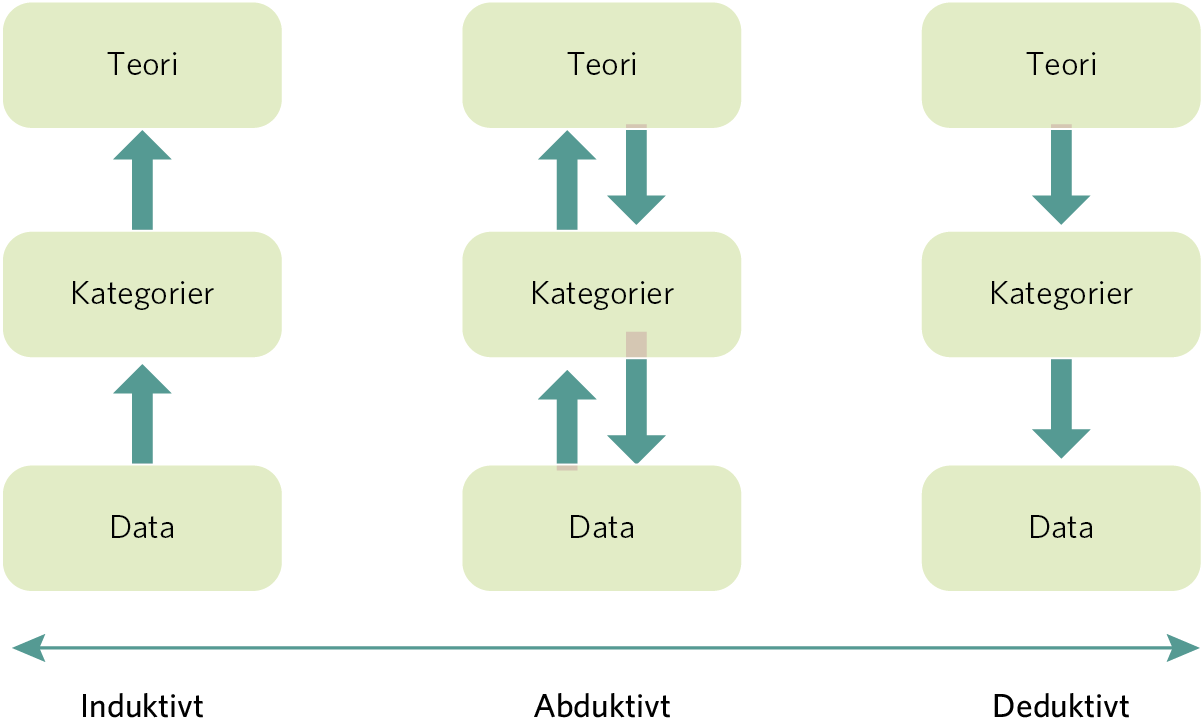 Teori
Teori
Teori
Kategorier
Kategorier
Kategorier
Data
Data
Data
Induktivt
Abduktivt
Deduktivt